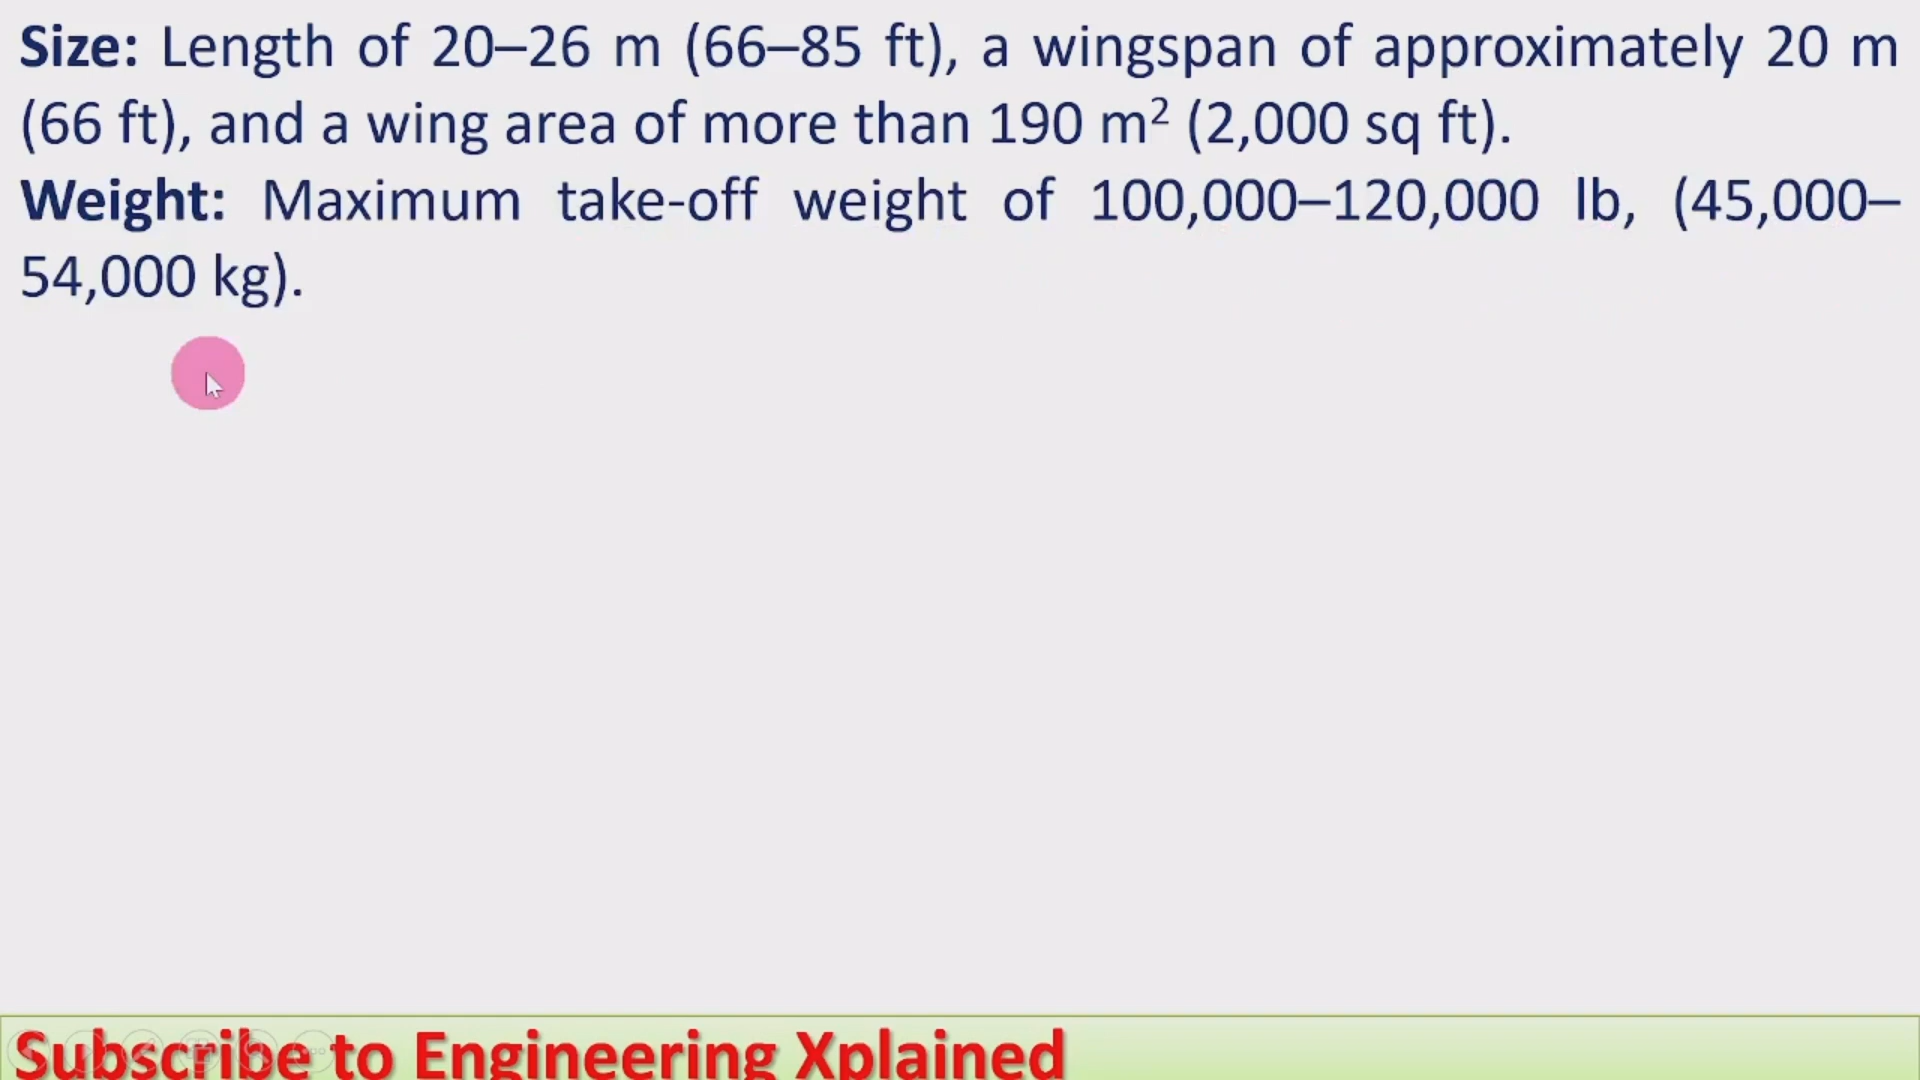 Size: Length of 20–26 m (66–85 ft), a wingspan of approximately 20 m
(66 ft), and a wing area of more than 190 m² (2,000 sq ft).
Weight: Maximum take-off weight of 100,000–120,000 lb, (45,000–
54,000 kg).
Subscribe to Engineering Xplained